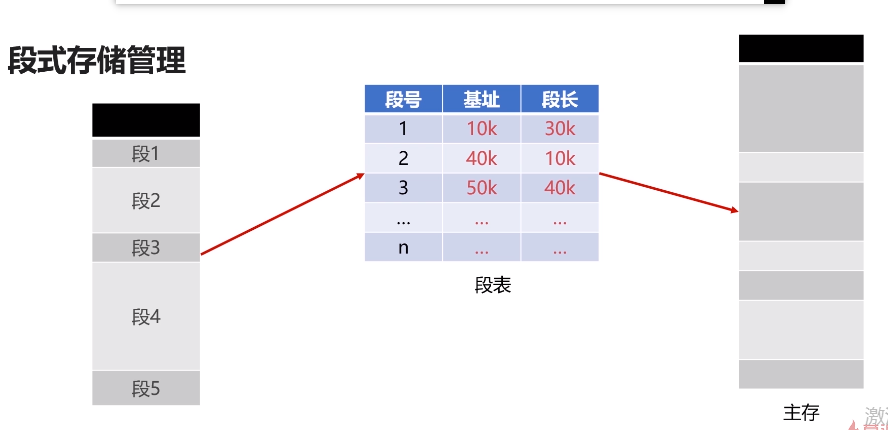 段式存储管理
段1
段2
段3
段4
段5
段号 基址 段长
1 10k 30k
2 40k 10k
3 50k 40k
... ... ...
n ... ...
段表
主存
激